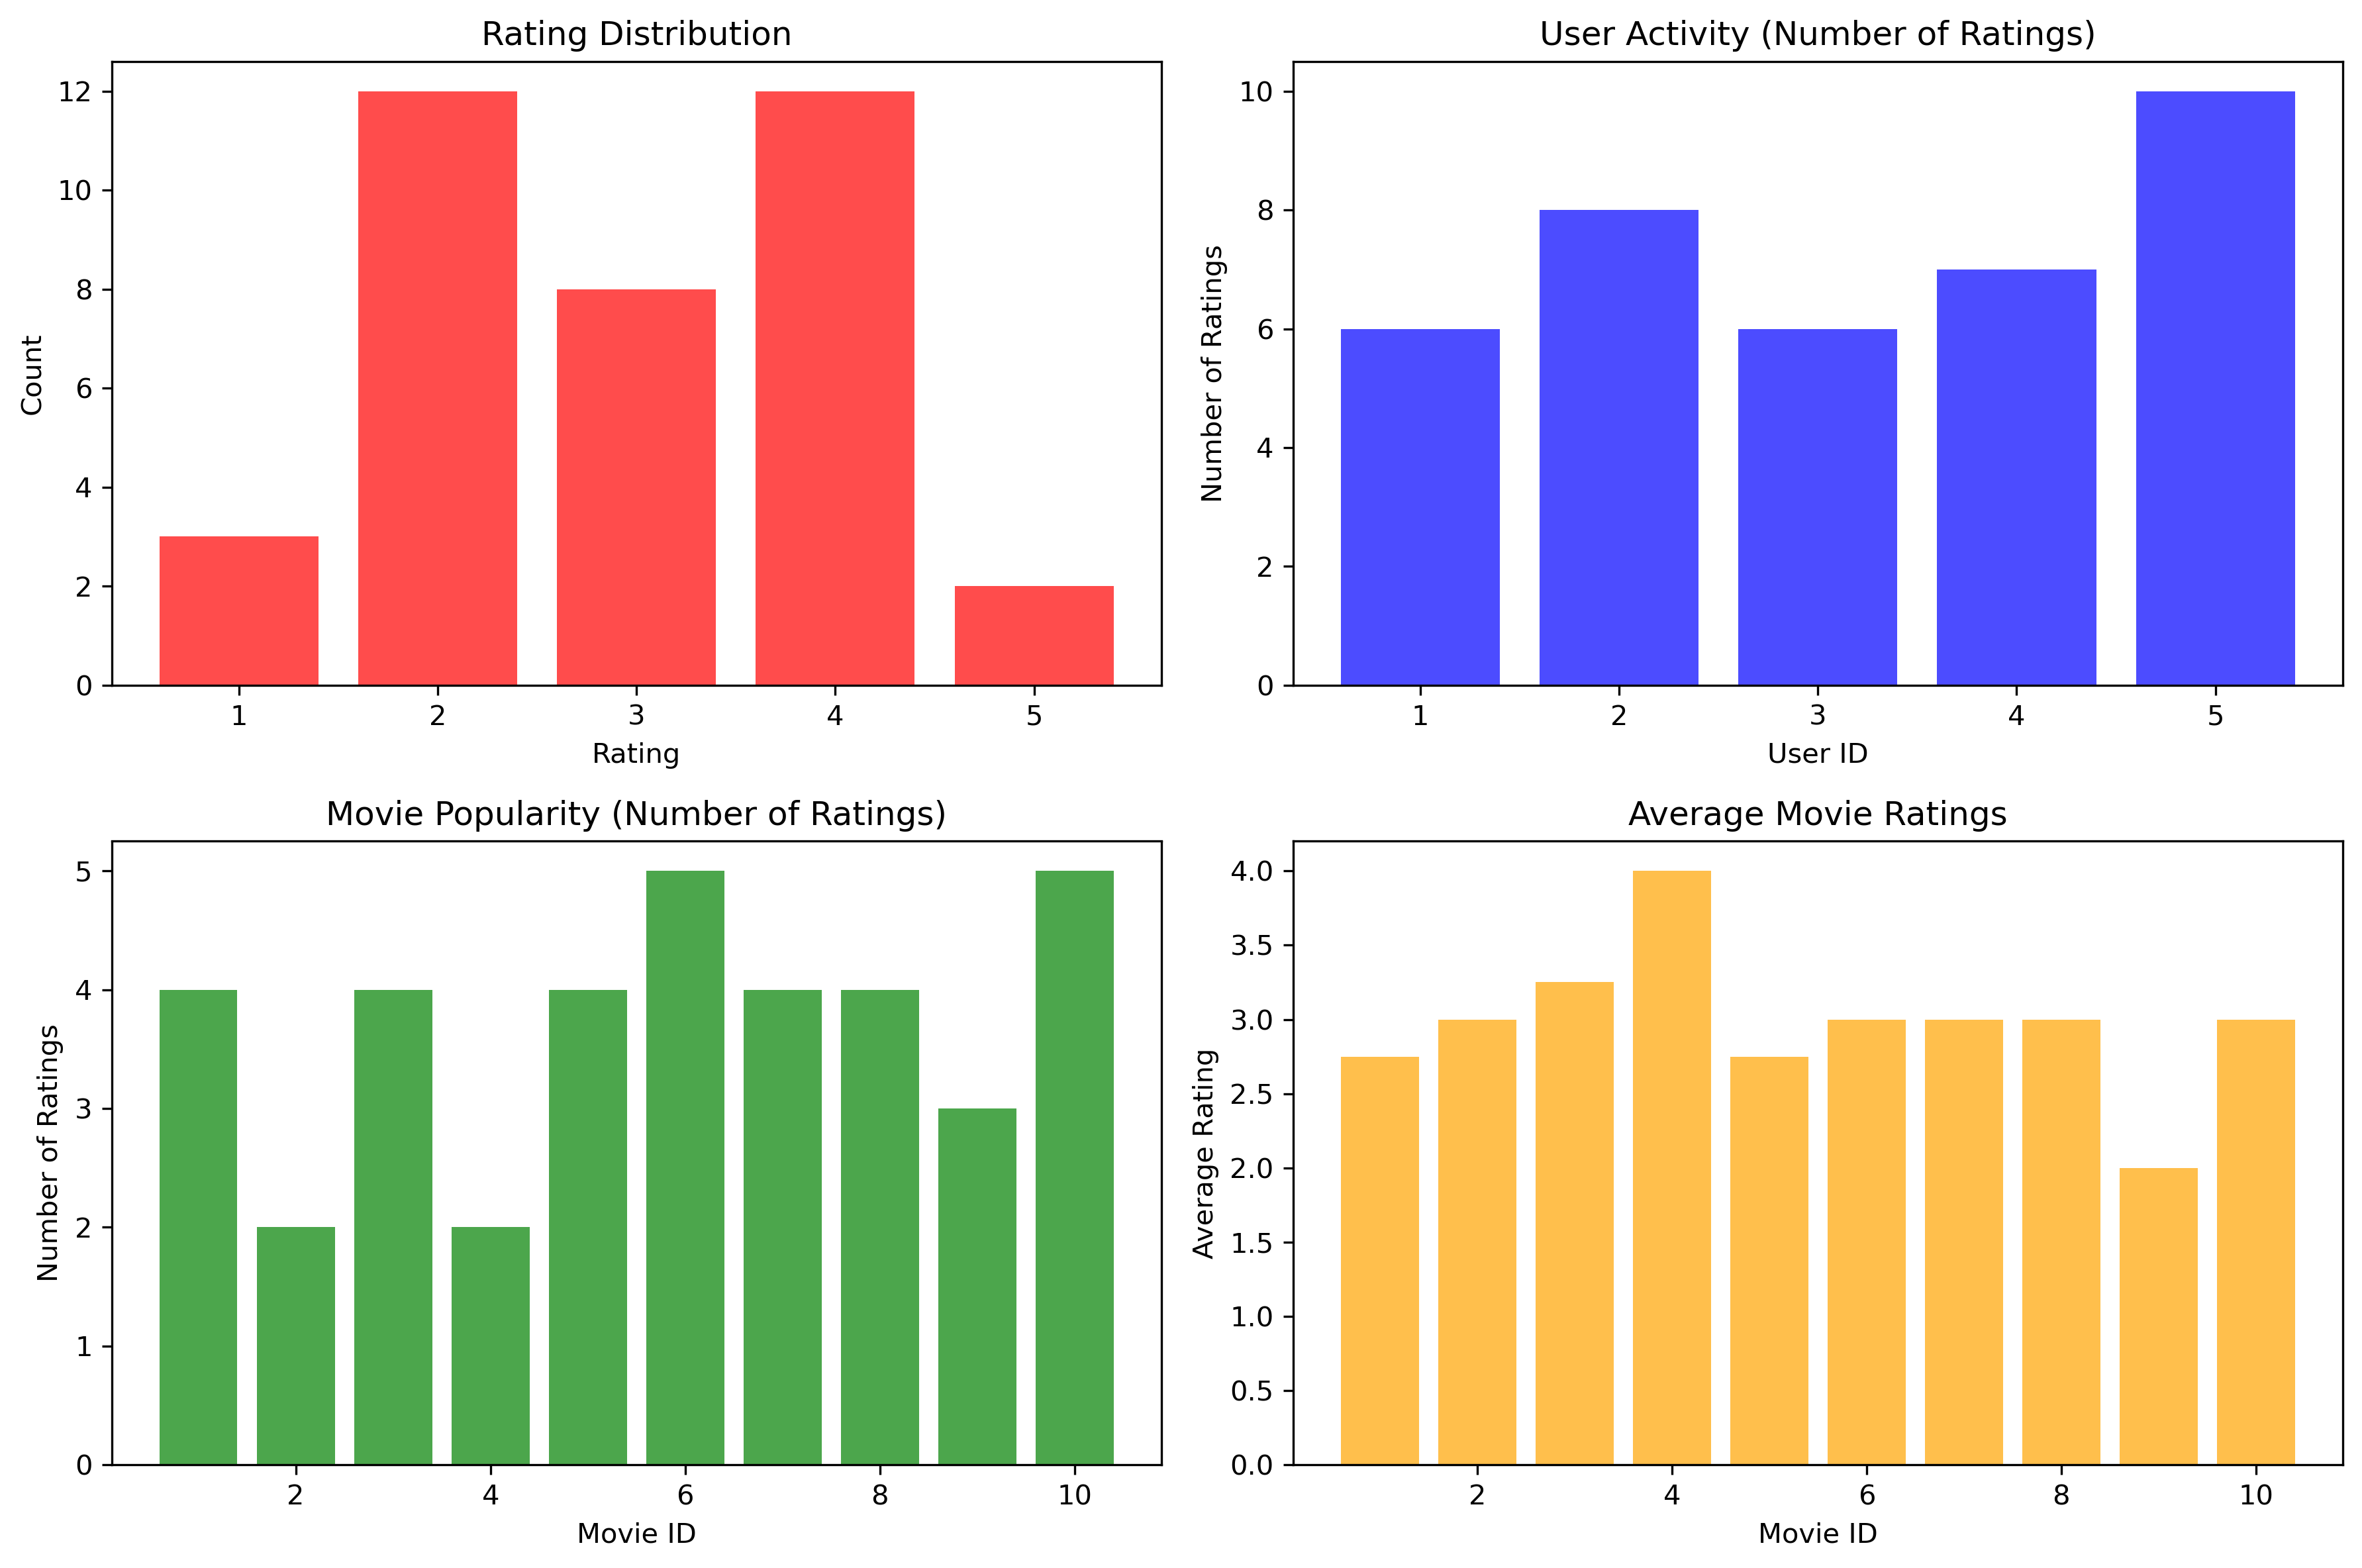 Rating Distribution
12
10
8
6
4
2
0
Count
1 2 3 4 5
Rating
User Activity (Number of Ratings)
10
8
6
4
2
0
Number of Ratings
1 2 3 4 5
User ID
Movie Popularity (Number of Ratings)
5
4
3
2
1
0
Number of Ratings
2 4 6 8 10
Movie ID
Average Movie Ratings
4.0
3.5
3.0
2.5
2.0
1.5
1.0
0.5
0.0
Average Rating
2 4 6 8 10
Movie ID